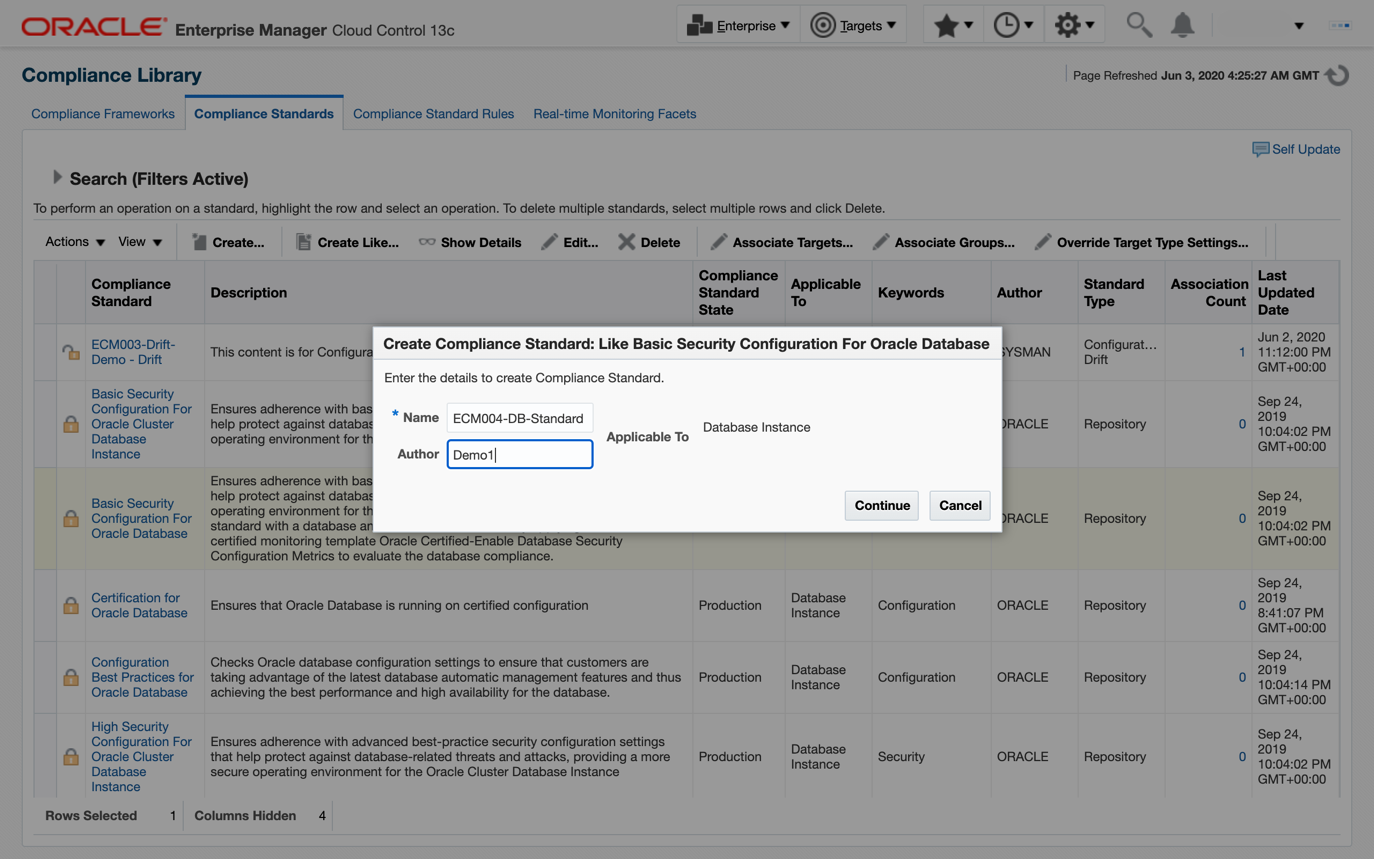 ORACLE Enterprise Manager Cloud Control 13c
Enterprise
Targets
Compliance Library
Page Refreshed Jun 3, 2020 4:25:27 AM GMT
Compliance Frameworks
Compliance Standards
Compliance Standard Rules
Real-time Monitoring Facets
Self Update
Search (Filters Active)
To perform an operation on a standard, highlight the row and select an operation. To delete multiple standards, select multiple rows and click Delete.
Actions
View
Create...
Create Like...
Show Details
Edit...
Delete
Associate Targets...
Associate Groups...
Override Target Type Settings...
Compliance
Standard
Description
Compliance
Standard
State
Applicable
To
Keywords
Author
Standard
Type
Association
Count
Last
Updated
Date
ECM003-Drift-
Demo - Drift
This content is for Configura
SYSMAN
Configurat...
Drift
1
Jun 2, 2020
11:12:00 PM
GMT+00:00
Basic Security
Configuration For
Oracle Cluster
Database
Instance
Ensures adherence with bas
help protect against databas
operating environment for th
ORACLE
Repository
0
Sep 24,
2019
10:04:02 PM
GMT+00:00
Basic Security
Configuration For
Oracle Database
Ensures adherence with bas
help protect against databas
operating environment for th
standard with a database an
certified monitoring template Oracle Certified-Enable Database Security
Configuration Metrics to evaluate the database compliance.
ORACLE
Repository
0
Sep 24,
2019
10:04:02 PM
GMT+00:00
Create Compliance Standard: Like Basic Security Configuration For Oracle Database
Enter the details to create Compliance Standard.
* Name
ECM004-DB-Standard
Author
Demo1
Applicable To
Database Instance
Continue
Cancel
Certification for
Oracle Database
Ensures that Oracle Database is running on certified configuration
Production
Database
Instance
Configuration
ORACLE
Repository
0
Sep 24,
2019
8:41:07 PM
GMT+00:00
Configuration
Best Practices for
Oracle Database
Checks Oracle database configuration settings to ensure that customers are
taking advantage of the latest database automatic management features and thus
achieving the best performance and high availability for the database.
Production
Database
Instance
Configuration
ORACLE
Repository
0
Sep 24,
2019
10:04:14 PM
GMT+00:00
High Security
Configuration For
Oracle Cluster
Database
Instance
Ensures adherence with advanced best-practice security configuration settings
that help protect against database-related threats and attacks, providing a more
secure operating environment for the Oracle Cluster Database Instance
Production
Database
Instance
Security
ORACLE
Repository
0
Sep 24,
2019
10:04:02 PM
GMT+00:00
Rows Selected 1
Columns Hidden 4